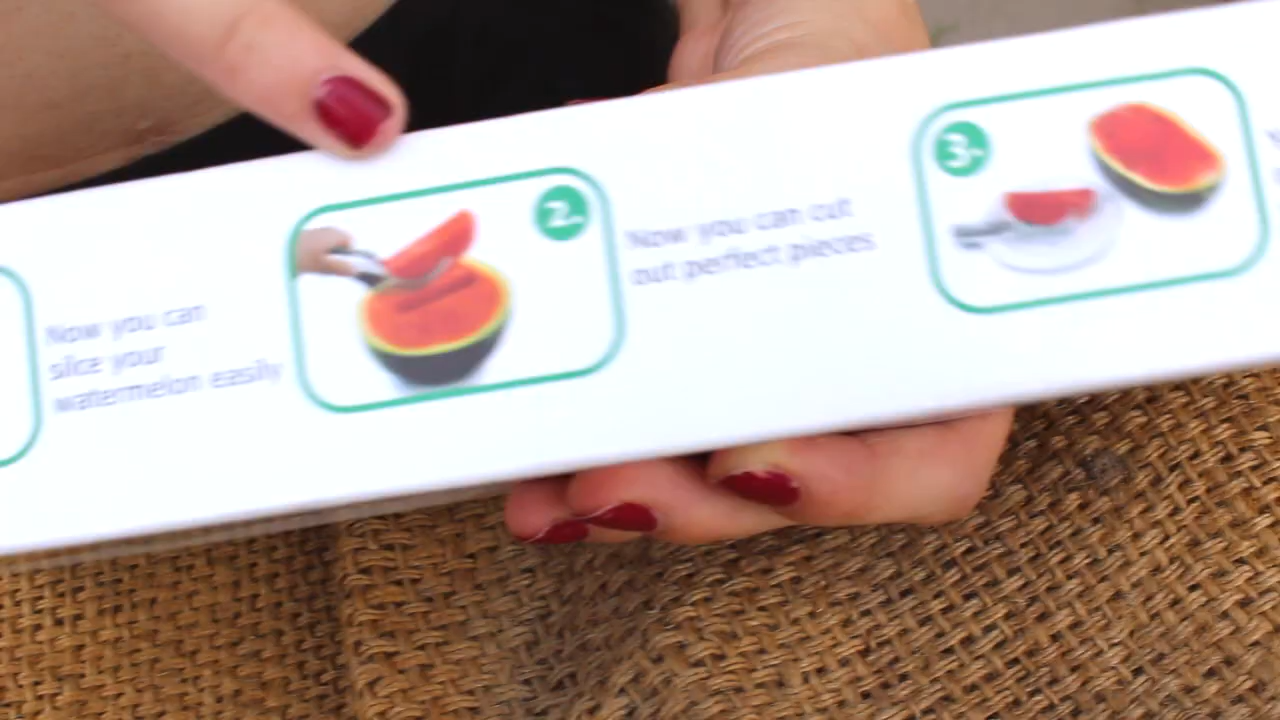 Now you can
slice your
watermelon easily
2.
Now you can cut
out perfect pieces
3.